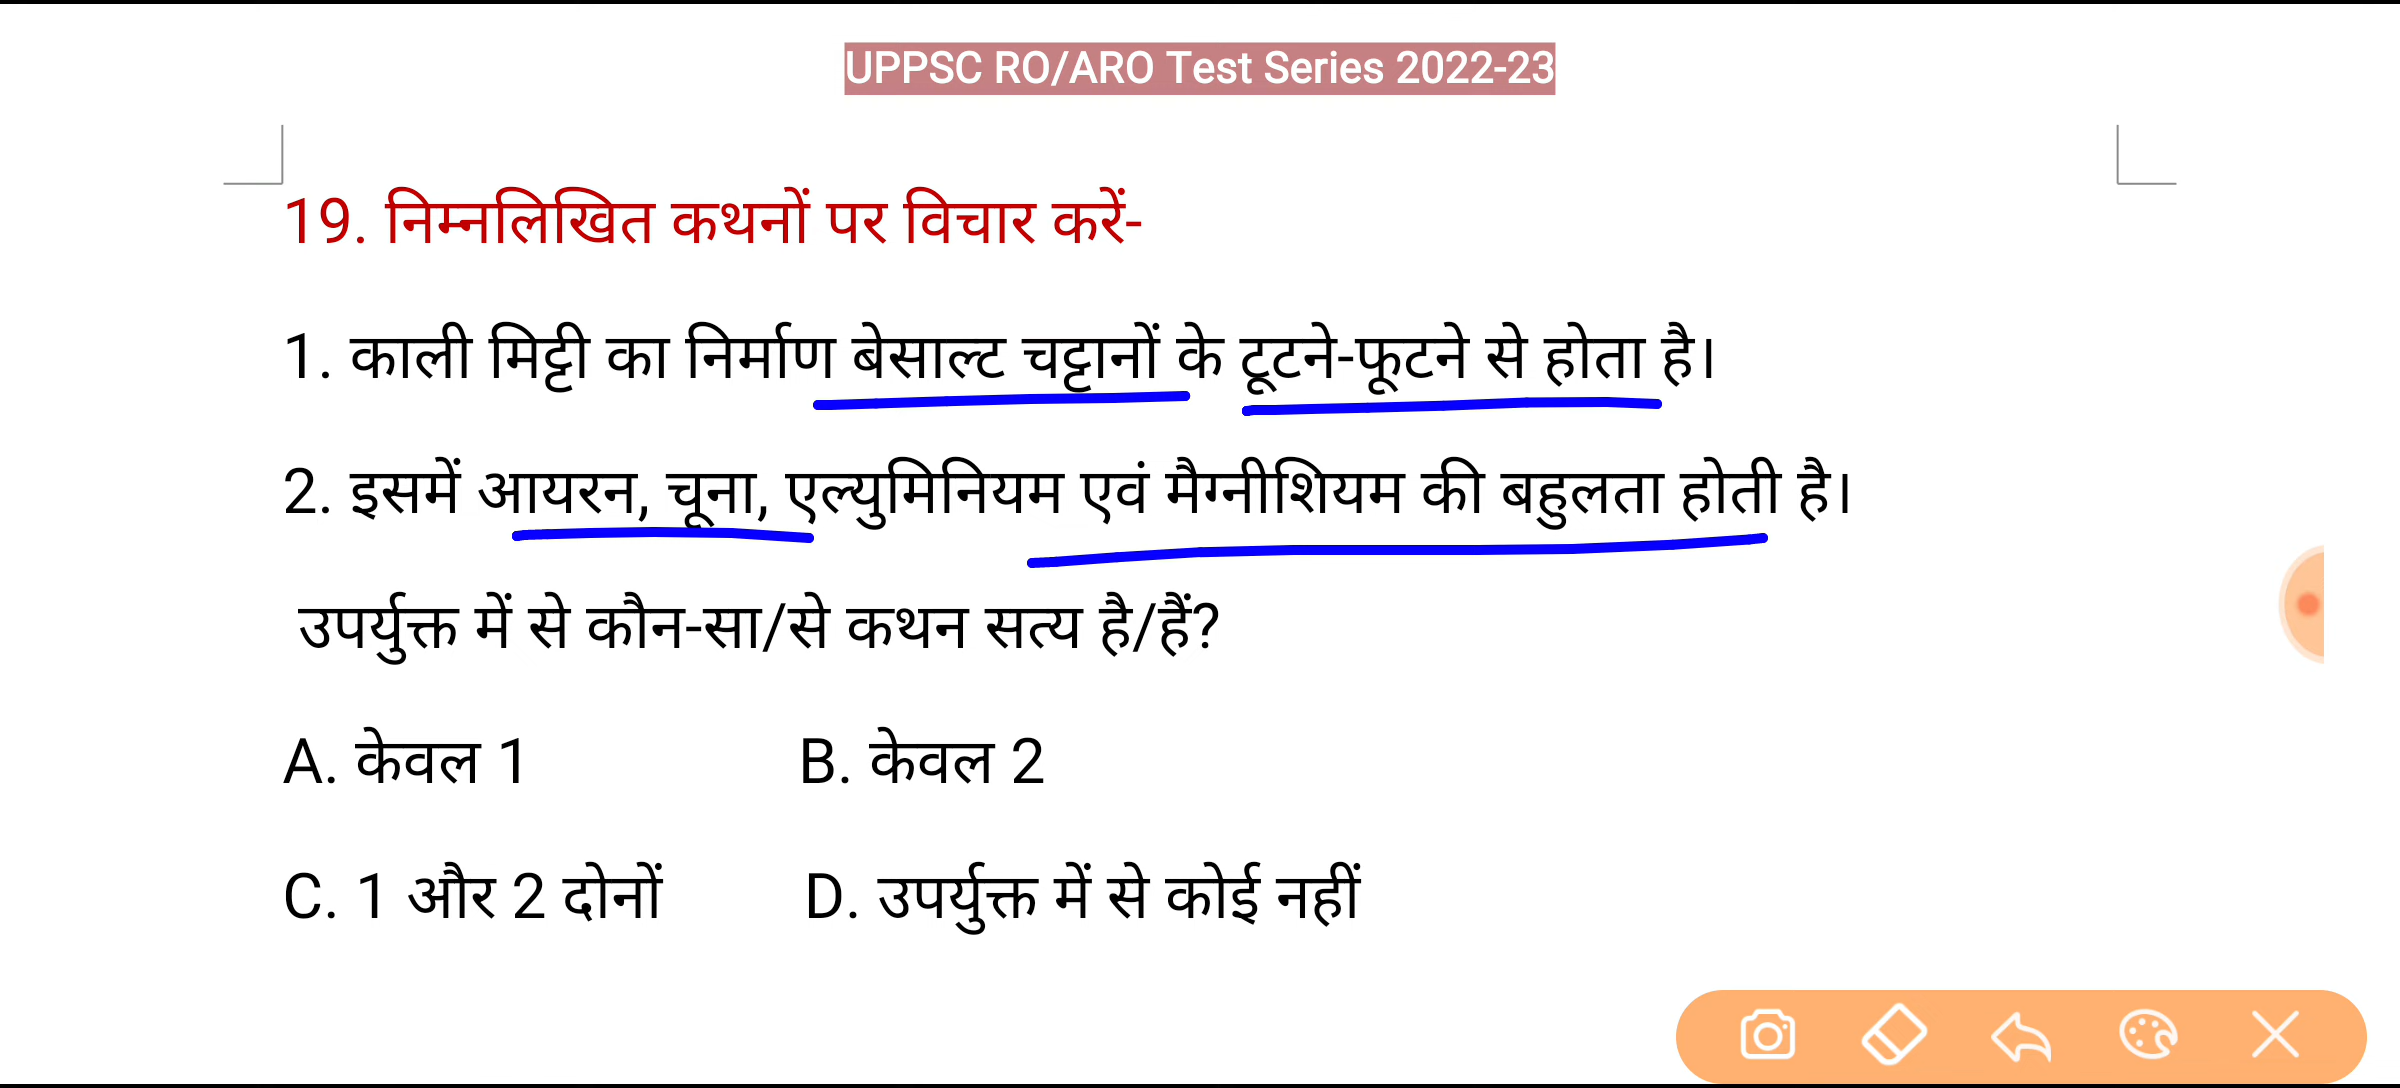 UPPSC RO/ARO Test Series 2022-23
19. निम्नलिखित कथनों पर विचार करें-
1. काली मिट्टी का निर्माण बेसाल्ट चट्टानों के टूटने-फूटने से होता है।
2. इसमें आयरन, चूना, एल्युमिनियम एवं मैग्नीशियम की बहुलता होती है।
उपर्युक्त में से कौन-सा/से कथन सत्य है/हैं?
A. केवल 1 B. केवल 2
C. 1 और 2 दोनों D. उपर्युक्त में से कोई नहीं